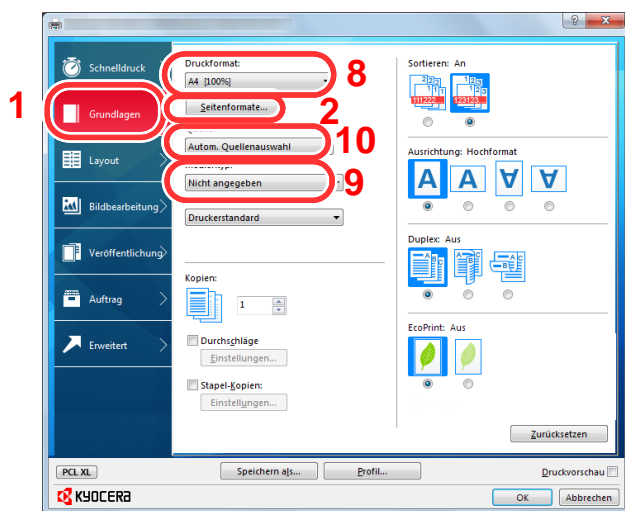 1
Schnelldruck
Grundlagen
Layout
Bildbearbeitung
Veröffentlichung
Auftrag
Erweitert
Druckformat:
A4 [100%]
8
Seitenformate...
2
Autom. Quellenauswahl
10
Nicht angegeben
9
Druckerstandard
Kopien:
1
Durchschläge
Einstellungen...
Stapel-Kopien:
Einstellungen...
Sortieren: An
111222...
123123...
Ausrichtung: Hochformat
A A A A
Duplex: Aus
A B C
A B C
A B C
EcoPrint: Aus
Zurücksetzen
PCL XL
Speichern als...
Profil...
Druckvorschau
KYOCERA
OK
Abbrechen